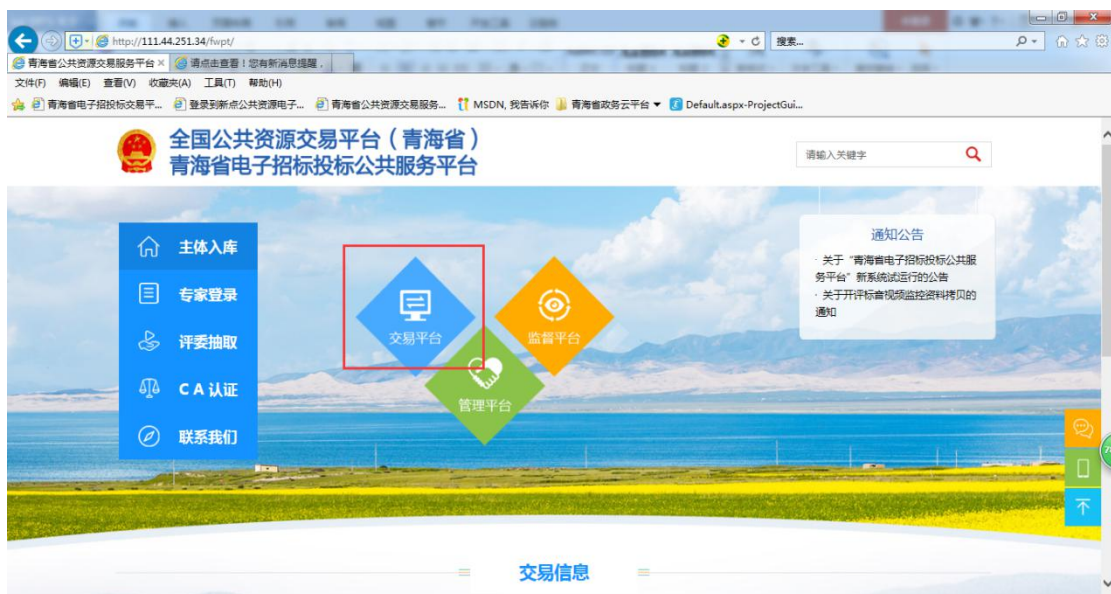 http://111.44.251.34/fwpt/
搜索...
青海省公共资源交易服务平台
请点击查看！您有新消息提醒
文件(F) 编辑(E) 查看(V) 收藏夹(A) 工具(T) 帮助(H)
青海省电子招投标交易平...
登录到新点公共资源电子...
青海省公共资源交易服务...
MSDN, 我告诉你
青海省政务云平台
Default.aspx-ProjectGui...
全国公共资源交易平台（青海省）
青海省电子招标投标公共服务平台
请输入关键字
主体入库
专家登录
评委抽取
CA认证
联系我们
交易平台
监督平台
管理平台
通知公告
· 关于“青海省电子招标投标公共服
务平台”新系统试运行的公告
· 关于开评标音视频监控资料拷贝的
通知
交易信息